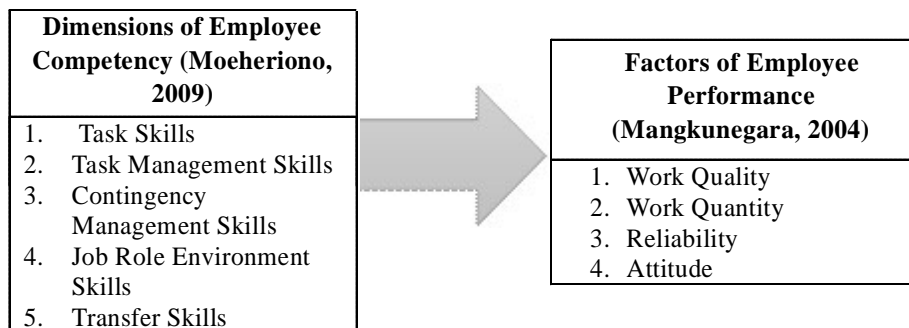 Dimensions of Employee
Competency (Moeheriono,
2009)
1. Task Skills
2. Task Management Skills
3. Contingency
Management Skills
4. Job Role Environment
Skills
5. Transfer Skills
Factors of Employee
Performance
(Mangkunegara, 2004)
1. Work Quality
2. Work Quantity
3. Reliability
4. Attitude